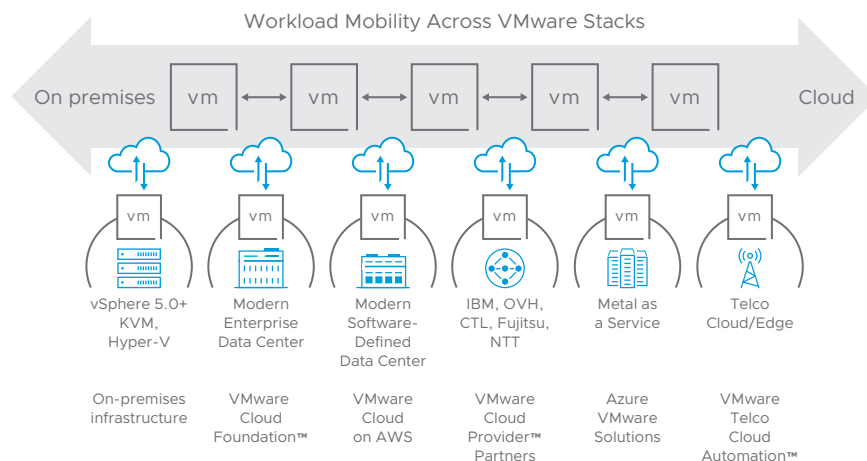 Workload Mobility Across VMware Stacks
On premises
vm
vm
vm
vm
vm
Cloud
vm
vm
vm
vm
vm
vm
vSphere 5.0+
KVM,
Hyper-V
Modern
Enterprise
Data Center
Modern
Software-
Defined
Data Center
IBM, OVH,
CTL, Fujitsu,
NTT
Metal as
a Service
Telco
Cloud/Edge
On-premises
infrastructure
VMware
Cloud
Foundation™
VMware
Cloud
on AWS
VMware
Cloud
Provider™
Partners
Azure
VMware
Solutions
VMware
Telco
Cloud
Automation™